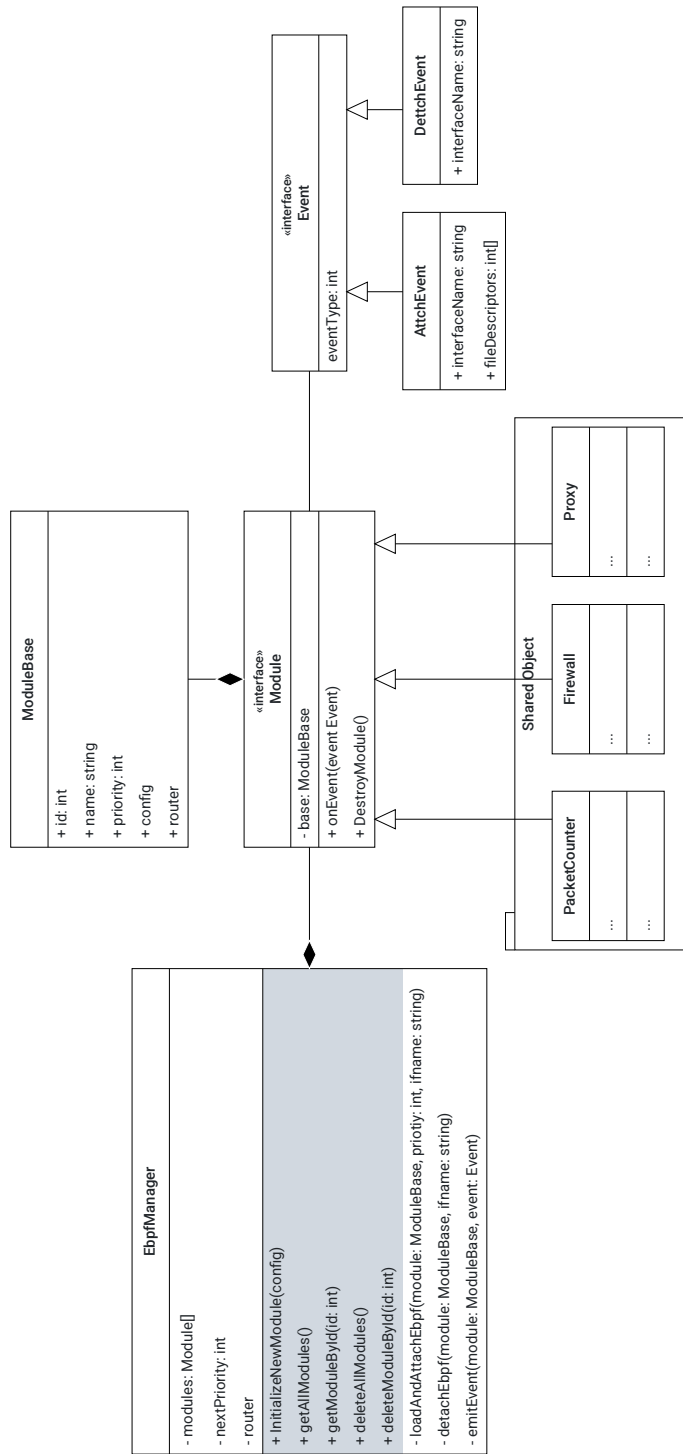 EbpfManager
- modules: Module[]
- nextPriority: int
- router
+ InitializeNewModule(config)
+ getAllModules()
+ getModuleById(id: int)
+ deleteAllModules()
+ deleteModuleById(id: int)
- loadAndAttachEbpf(module: ModuleBase, priotiy: int, ifname: string)
- detachEbpf(module: ModuleBase, ifname: string)
- emitEvent(module: ModuleBase, event: Event)
ModuleBase
+ id: int
+ name: string
+ priority: int
+ config
+ router
«interface»
Module
- base: ModuleBase
+ onEvent(event Event)
+ DestroyModule()
Shared Object
PacketCounter
...
...
Firewall
...
...
Proxy
...
...
«interface»
Event
eventType: int
AttchEvent
+ interfaceName: string
+ fileDescriptors: int[]
DettchEvent
+ interfaceName: string